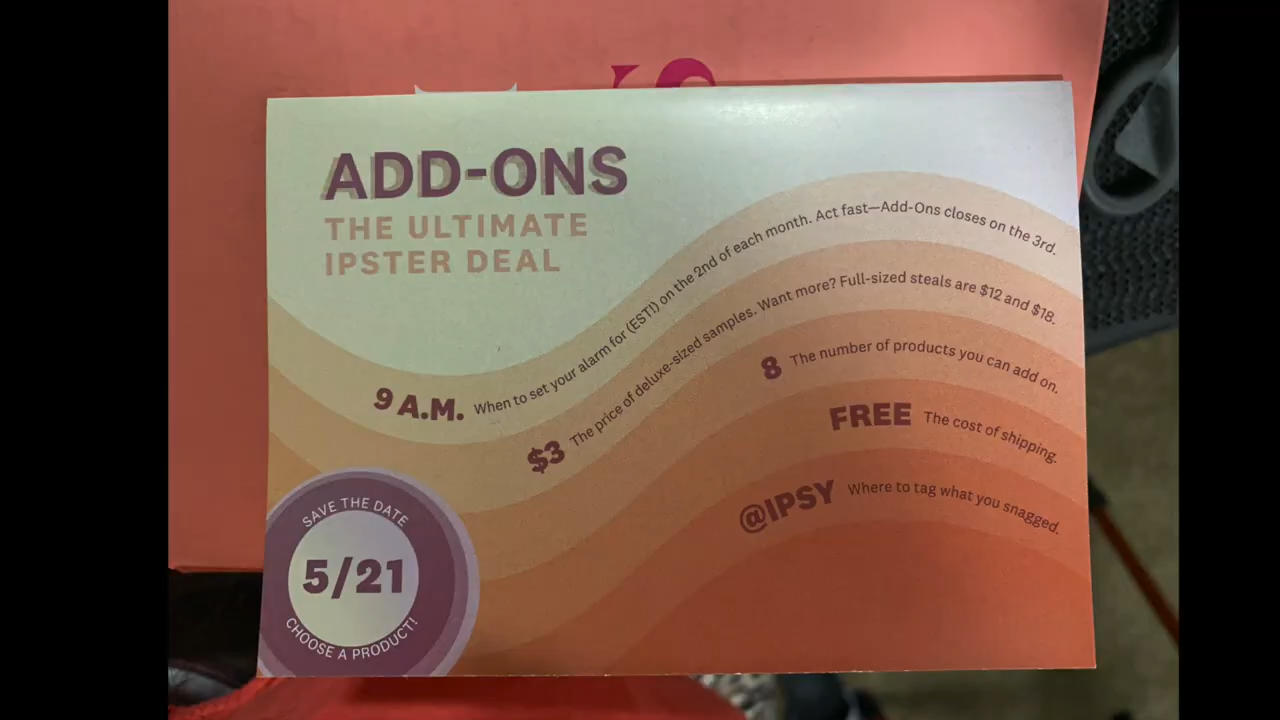 ADD-ONS
THE ULTIMATE
IPSTER DEAL
9 A.M. When to set your alarm for (EST!) on the 2nd of each month. Act fast—Add-Ons closes on the 3rd.
$3 The price of deluxe-sized samples. Want more? Full-sized steals are $12 and $18.
8 The number of products you can add on.
FREE The cost of shipping.
@IPSY Where to tag what you snagged.
SAVE THE DATE
5/21
CHOOSE A PRODUCT!